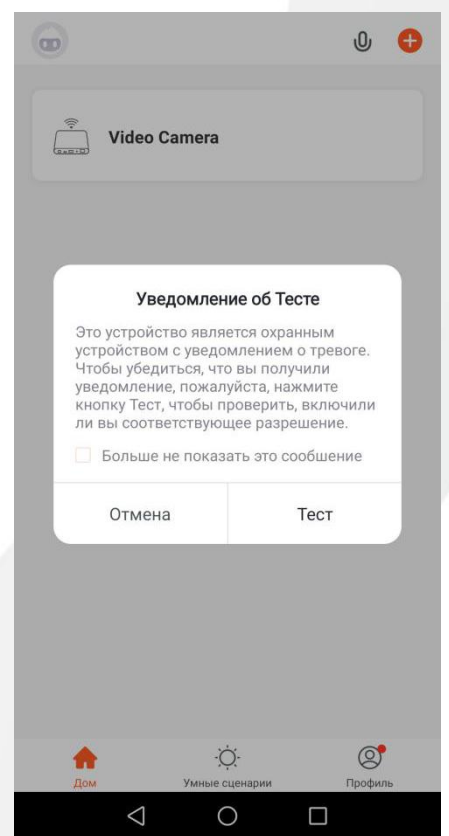 Video Camera
Уведомление об Тесте
Это устройство является охранным
устройством с уведомлением о тревоге.
Чтобы убедиться, что вы получили
уведомление, пожалуйста, нажмите
кнопку Тест, чтобы проверить, включили
ли вы соответствующее разрешение.
Больше не показать это сообшение
Отмена
Тест
Дом
Умные сценарии
Профиль